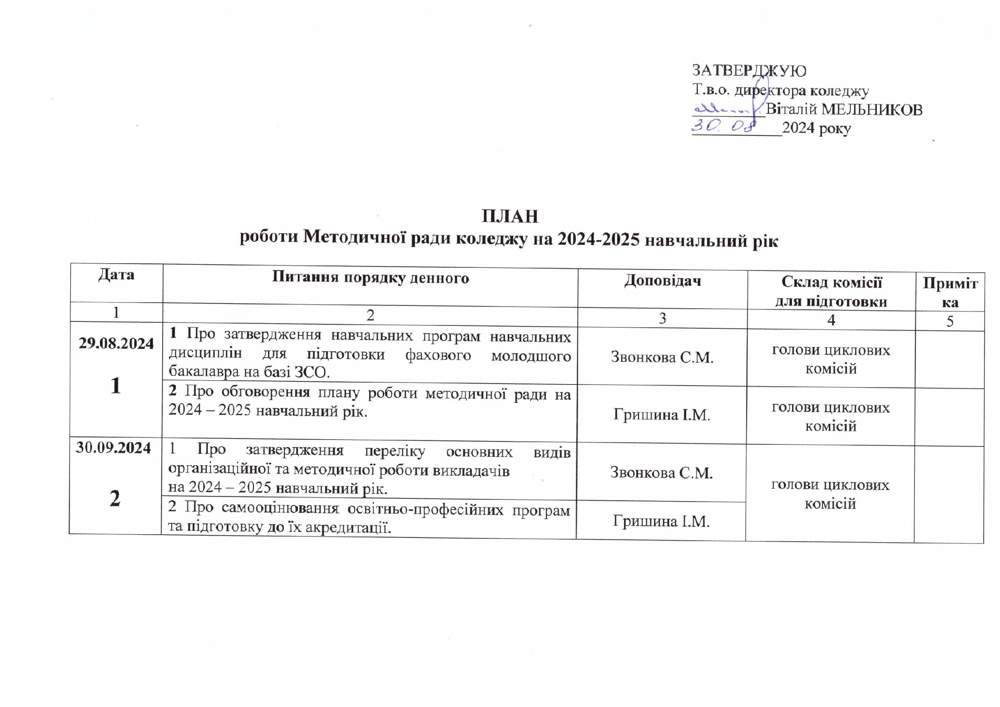 ЗАТВЕРДЖУЮ
Т.в.о. директора коледжу
Віталій МЕЛЬНИКОВ
30. 08 2024 року
ПЛАН
роботи Методичної ради коледжу на 2024-2025 навчальний рік
Дата
Питання порядку денного
Доповідач
Склад комісії
для підготовки
Приміт
ка
1
2
3
4
5
29.08.2024
1
1 Про затвердження навчальних програм навчальних
дисциплін для підготовки фахового молодшого
бакалавра на базі ЗСО.
Звонкова С.М.
голови циклових
комісій
2 Про обговорення плану роботи методичної ради на
2024 – 2025 навчальний рік.
Гришина І.М.
голови циклових
комісій
30.09.2024
2
1 Про затвердження переліку основних видів
організаційної та методичної роботи викладачів
на 2024 – 2025 навчальний рік.
Звонкова С.М.
голови циклових
комісій
2 Про самооцінювання освітньо-професійних програм
та підготовку до їх акредитації.
Гришина І.М.